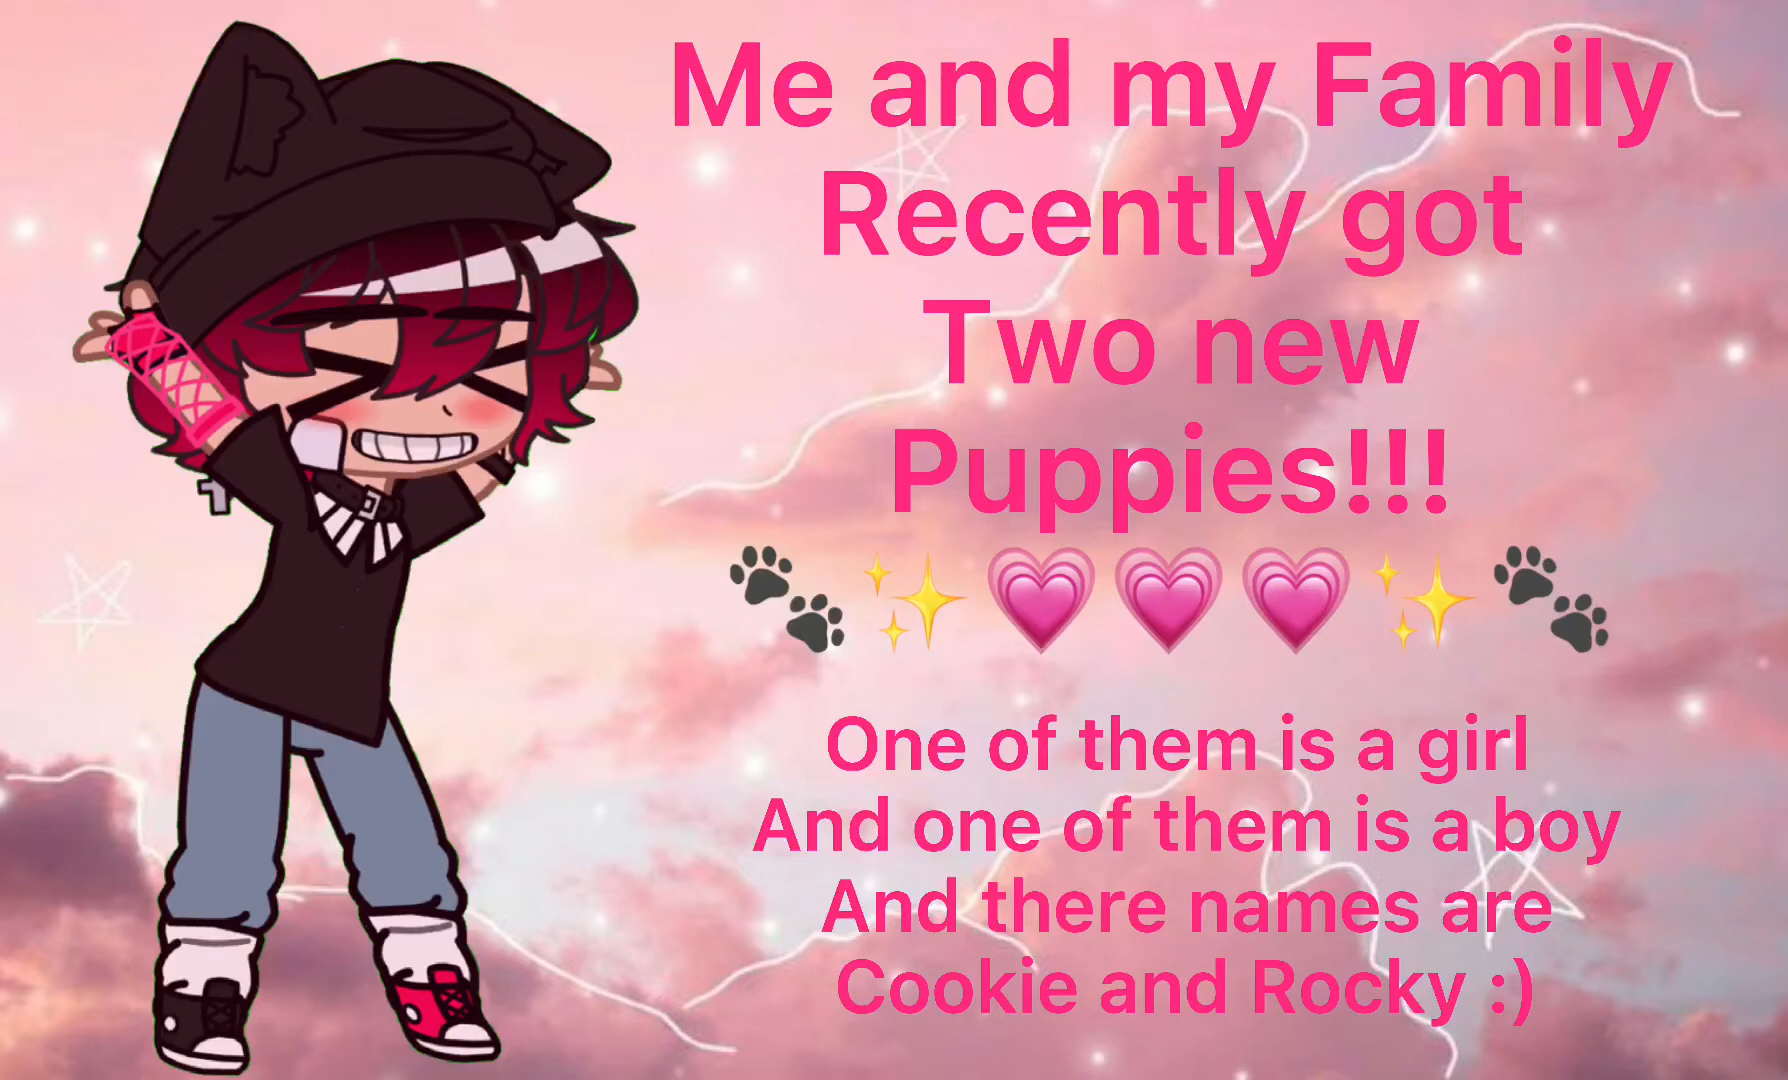 Me and my Family
Recently got
Two new
Puppies!!!
🐾✨💗💗💗✨🐾
One of them is a girl
And one of them is a boy
And there names are
Cookie and Rocky :)